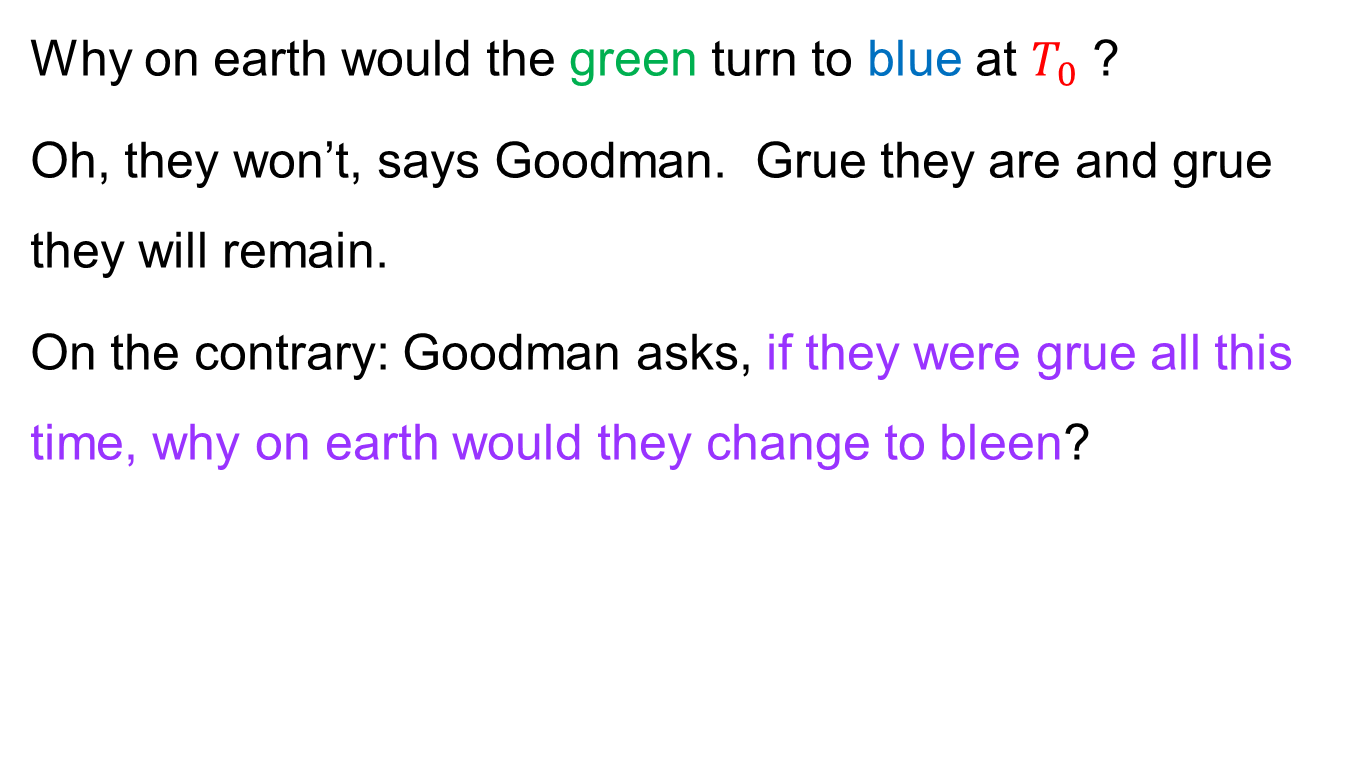 Why on earth would the green turn to blue at T₀ ?
Oh, they won’t, says Goodman.  Grue they are and grue
they will remain.
On the contrary: Goodman asks, if they were grue all this
time, why on earth would they change to bleen?